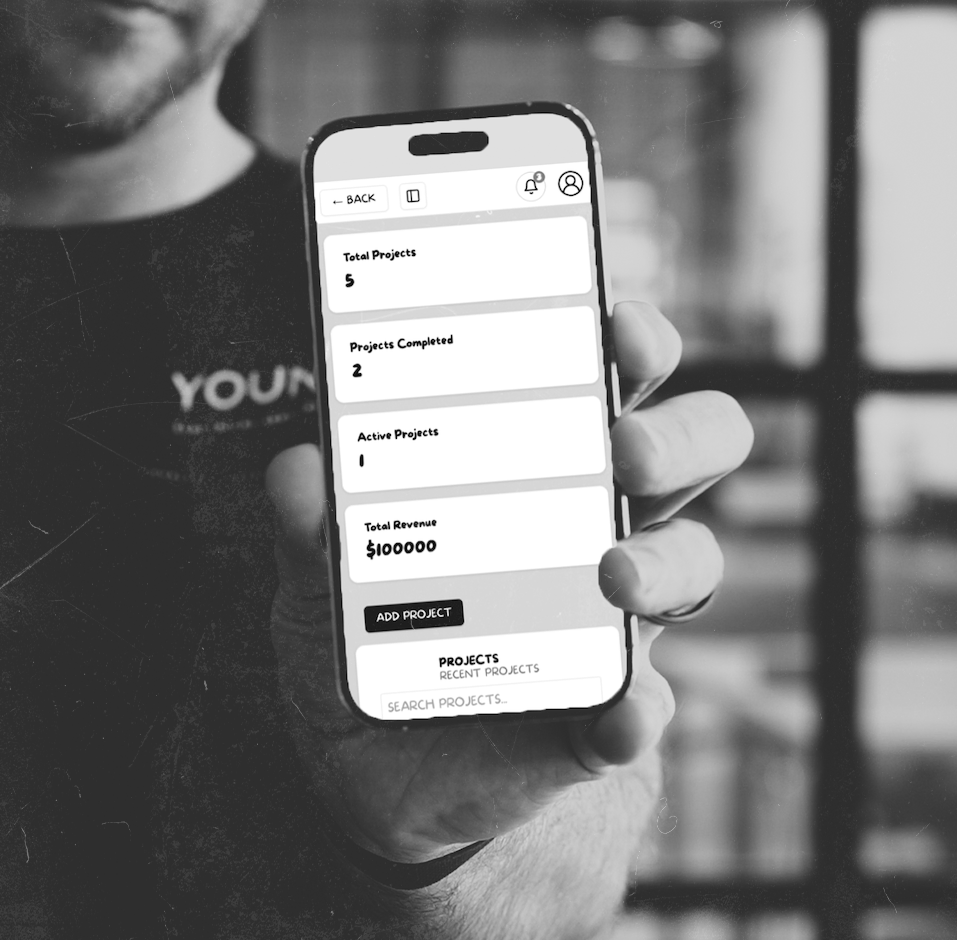 ← BACK
3
Total Projects
5
Projects Completed
2
Active Projects
1
Total Revenue
$100000
ADD PROJECT
PROJECTS
RECENT PROJECTS
SEARCH PROJECTS...
YOUN